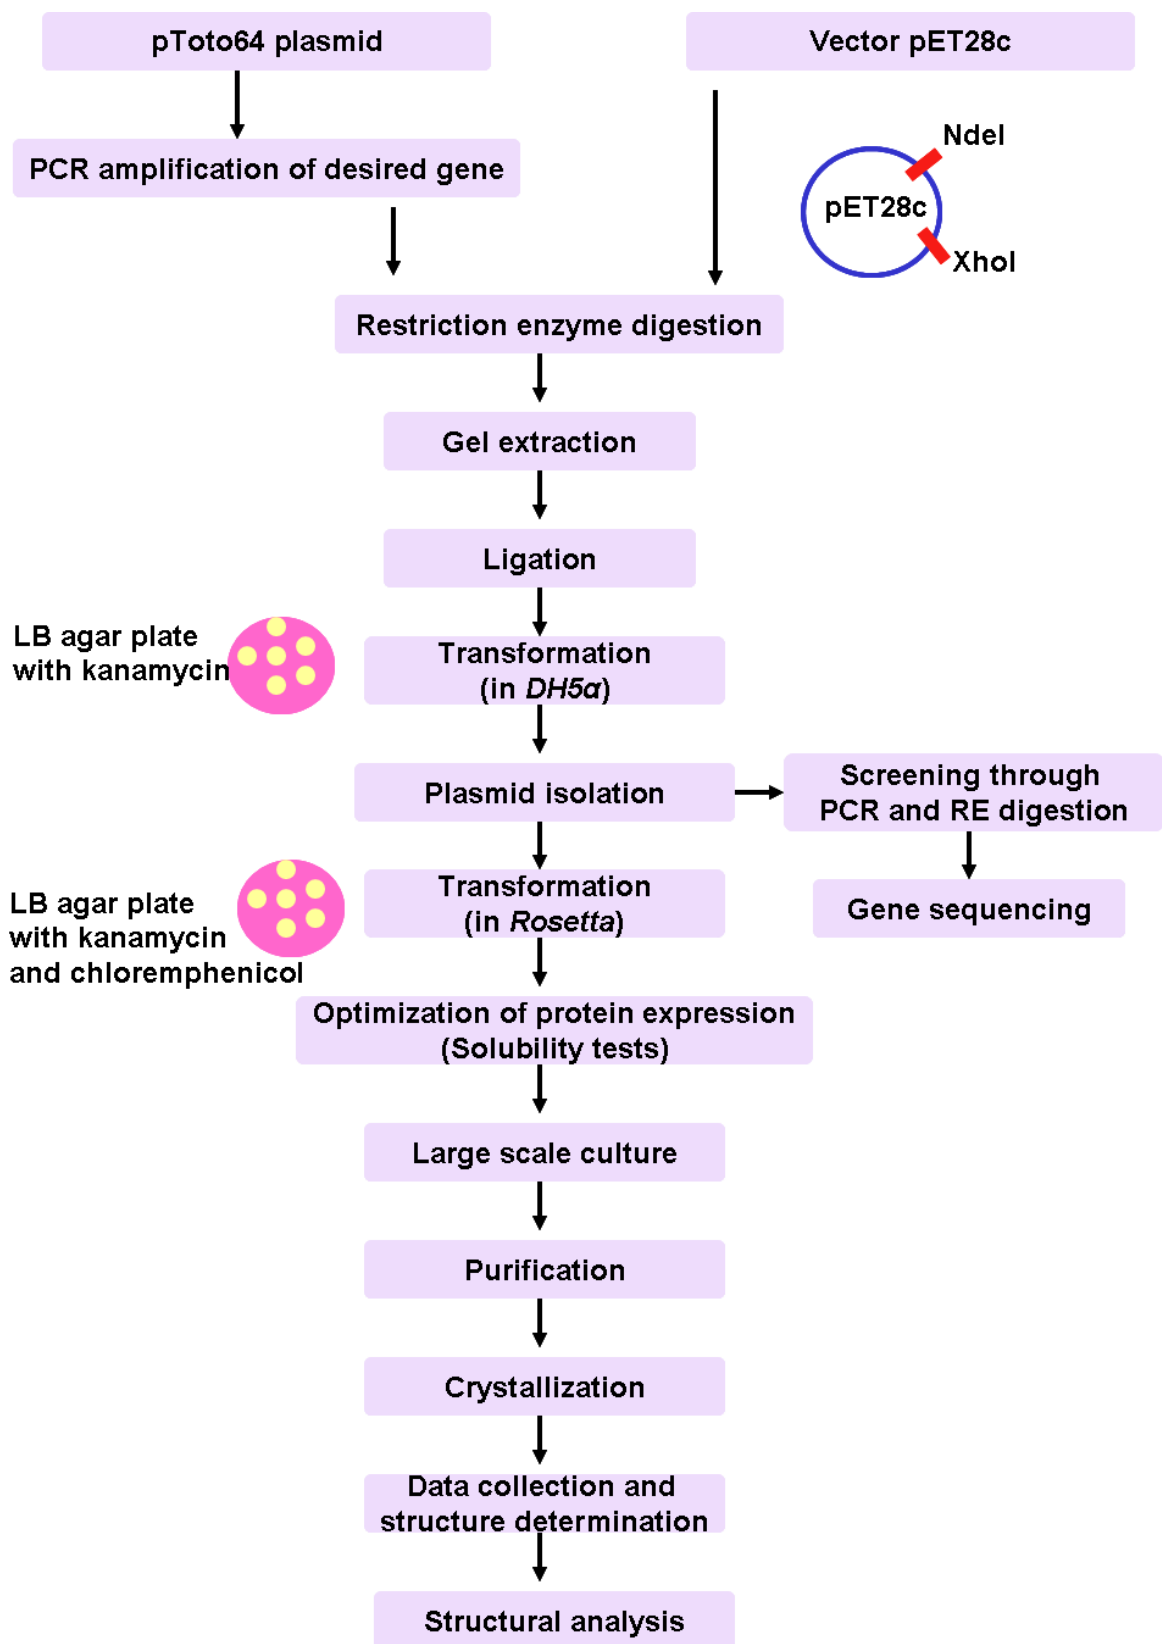 pToto64 plasmid
Vector pET28c
PCR amplification of desired gene
NdeI
pET28c
XhoI
Restriction enzyme digestion
Gel extraction
Ligation
LB agar plate
with kanamycin
Transformation
(in DH5α)
Plasmid isolation
Screening through
PCR and RE digestion
Gene sequencing
LB agar plate
with kanamycin
and chloremphenicol
Transformation
(in Rosetta)
Optimization of protein expression
(Solubility tests)
Large scale culture
Purification
Crystallization
Data collection and
structure determination
Structural analysis